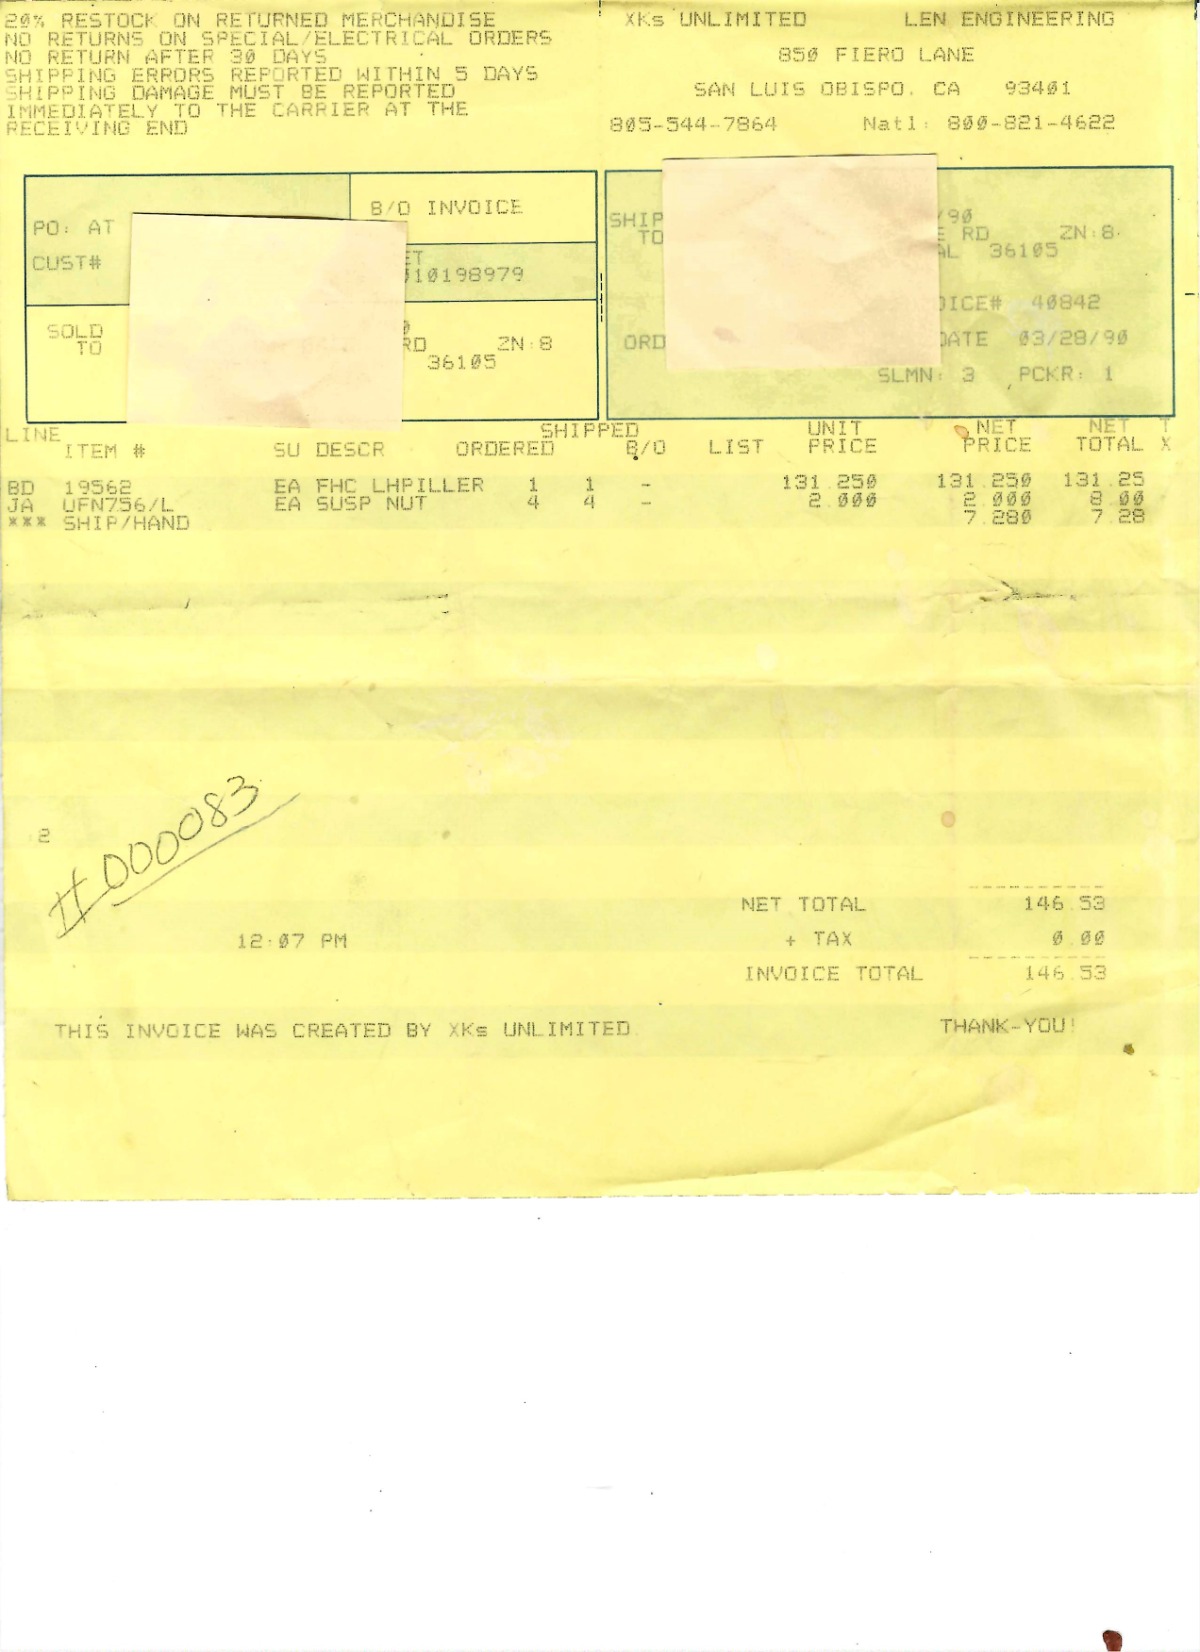 20% RESTOCK ON RETURNED MERCHANDISE
NO RETURNS ON SPECIAL/ELECTRICAL ORDERS
NO RETURN AFTER 30 DAYS
SHIPPING ERRORS REPORTED WITHIN 5 DAYS
SHIPPING DAMAGE MUST BE REPORTED
IMMEDIATELY TO THE CARRIER AT THE
RECEIVING END
XKs UNLIMITED LEN ENGINEERING
850 FIERO LANE
SAN LUIS OBISPO, CA 93401
805-544-7864 Natl: 800-821-4622
PO: AT
B/O INVOICE
CUST#
10198979
SOLD
TO
RD ZN:8
36105
SHIP
TO
/90
E RD ZN:8
AL 36105
OICE# 40842
ORD
DATE 03/28/90
SLMN: 3 PCKR: 1
LINE SHIPPED UNIT NET NET T
ITEM # SU DESCR ORDERED B/O LIST PRICE PRICE TOTAL X
BD 19562 EA FHC LHPILLER 1 1 - 131.250 131.250 131.25
JA UFN756/L EA SUSP NUT 4 4 - 2.000 2.000 8.00
*** SHIP/HAND 7.280 7.28
2
#000083
12:07 PM
NET TOTAL 146.53
+ TAX 0.00
INVOICE TOTAL 146.53
THIS INVOICE WAS CREATED BY XKs UNLIMITED THANK-YOU!